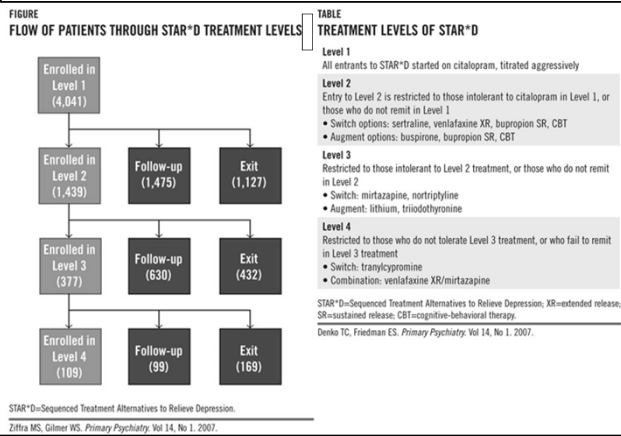 FIGURE
FLOW OF PATIENTS THROUGH STAR*D TREATMENT LEVELS
Enrolled in
Level 1
(4,041)
Enrolled in
Level 2
(1,439)
Follow-up
(1,475)
Exit
(1,127)
Enrolled in
Level 3
(377)
Follow-up
(630)
Exit
(432)
Enrolled in
Level 4
(109)
Follow-up
(99)
Exit
(169)
STAR*D=Sequenced Treatment Alternatives to Relieve Depression.
Ziffra MS, Gilmer WS. Primary Psychiatry. Vol 14, No 1. 2007.
TABLE
TREATMENT LEVELS OF STAR*D
Level 1
All entrants to STAR*D started on citalopram, titrated aggressively
Level 2
Entry to Level 2 is restricted to those intolerant to citalopram in Level 1, or
those who do not remit in Level 1
• Switch options: sertraline, venlafaxine XR, bupropion SR, CBT
• Augment options: buspirone, bupropion SR, CBT
Level 3
Restricted to those intolerant to Level 2 treatment, or those who do not remit
in Level 2
• Switch: mirtazapine, nortriptyline
• Augment: lithium, triiodothyronine
Level 4
Restricted to those who do not tolerate Level 3 treatment, or who fail to remit
in Level 3 treatment
• Switch: tranylcypromine
• Combination: venlafaxine XR/mirtazapine
STAR*D=Sequenced Treatment Alternatives to Relieve Depression; XR=extended release;
SR=sustained release; CBT=cognitive-behavioral therapy.
Denko TC, Friedman ES. Primary Psychiatry. Vol 14, No 1. 2007.